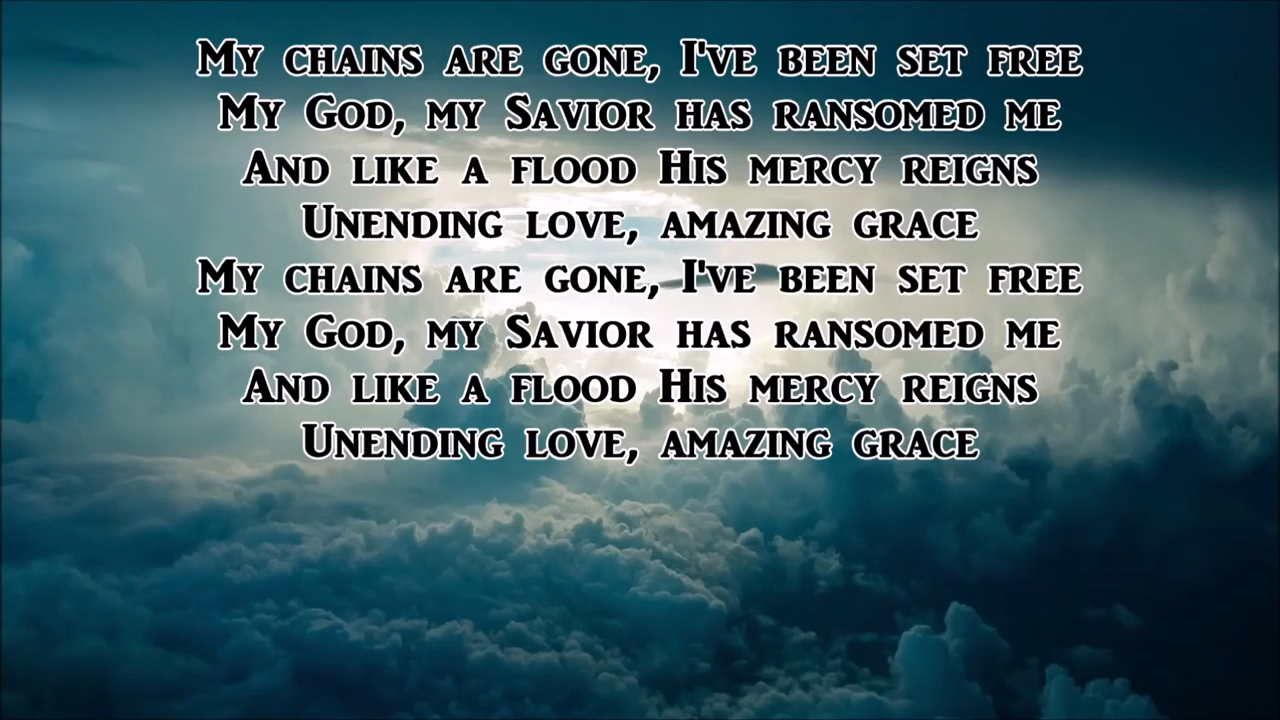 My chains are gone, I've been set free
My God, my Savior has ransomed me
And like a flood His mercy reigns
Unending love, amazing grace
My chains are gone, I've been set free
My God, my Savior has ransomed me
And like a flood His mercy reigns
Unending love, amazing grace